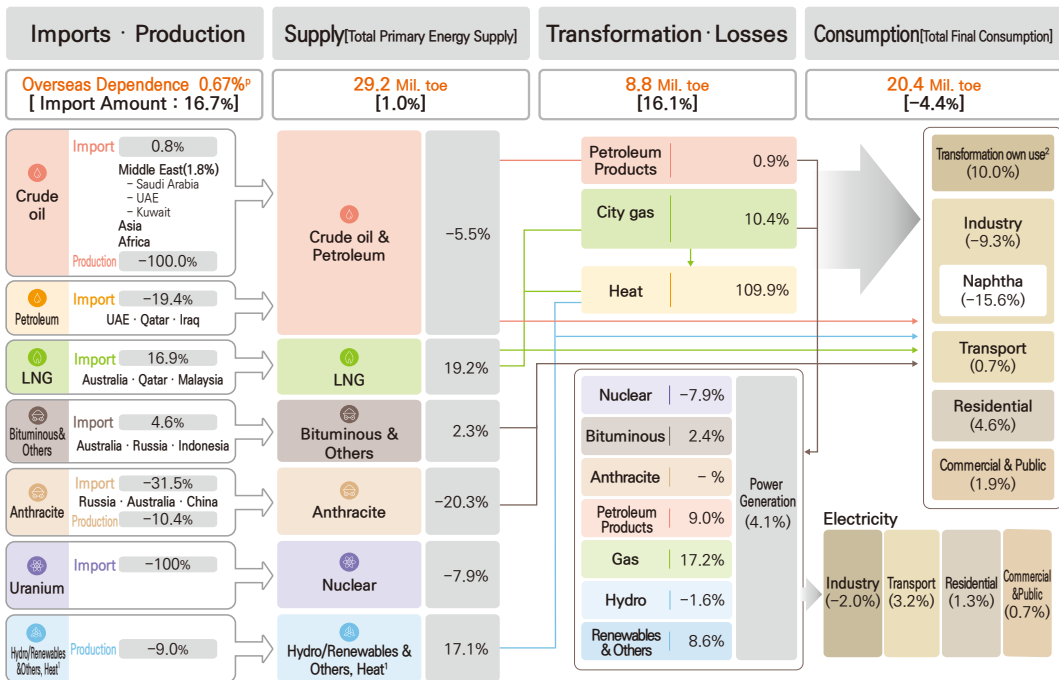 Imports · Production
Supply[Total Primary Energy Supply]
Transformation·Losses
Consumption[Total Final Consumption]
Overseas Dependence 0.67%ᵖ
[ Import Amount : 16.7%]
29.2 Mil. toe
[1.0%]
8.8 Mil. toe
[16.1%]
20.4 Mil. toe
[-4.4%]
Crude
oil
Import 0.8%
Middle East(1.8%)
– Saudi Arabia
– UAE
– Kuwait
Asia
Africa
Production -100.0%
Petroleum
Import -19.4%
UAE · Qatar · Iraq
LNG
Import 16.9%
Australia · Qatar · Malaysia
Bituminous&
Others
Import 4.6%
Australia · Russia · Indonesia
Anthracite
Import -31.5%
Russia · Australia · China
Production -10.4%
Uranium
Import -100%
Hydro/Renewables
&Others, Heat¹
Production -9.0%
Crude oil &
Petroleum
-5.5%
LNG
19.2%
Bituminous &
Others
2.3%
Anthracite
-20.3%
Nuclear
-7.9%
Hydro/Renewables &
Others, Heat¹
17.1%
Petroleum
Products
0.9%
City gas
10.4%
Heat
109.9%
Nuclear -7.9%
Bituminous 2.4%
Anthracite - %
Petroleum
Products
9.0%
Gas 17.2%
Hydro -1.6%
Renewables
& Others
8.6%
Power
Generation
(4.1%)
Transformation own use²
(10.0%)
Industry
(-9.3%)
Naphtha
(-15.6%)
Transport
(0.7%)
Residential
(4.6%)
Commercial & Public
(1.9%)
Electricity
Industry
(-2.0%)
Transport
(3.2%)
Residential
(1.3%)
Commercial
&Public
(0.7%)